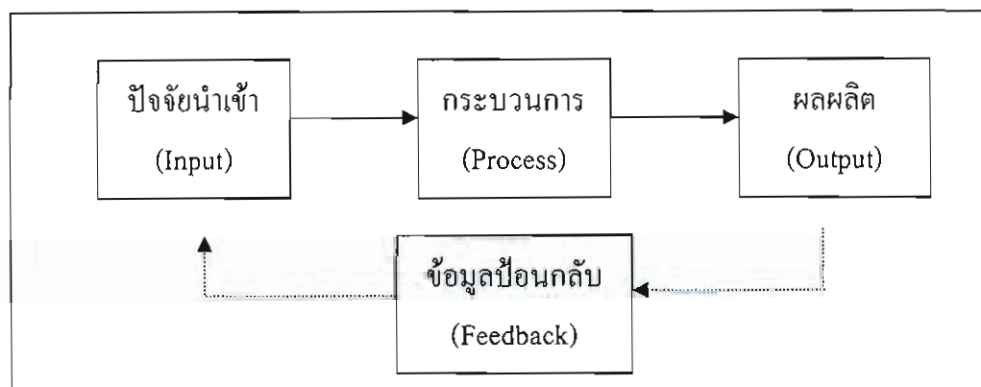 ปัจจัยนำเข้า
(Input)
กระบวนการ
(Process)
ผลผลิต
(Output)
ข้อมูลป้อนกลับ
(Feedback)